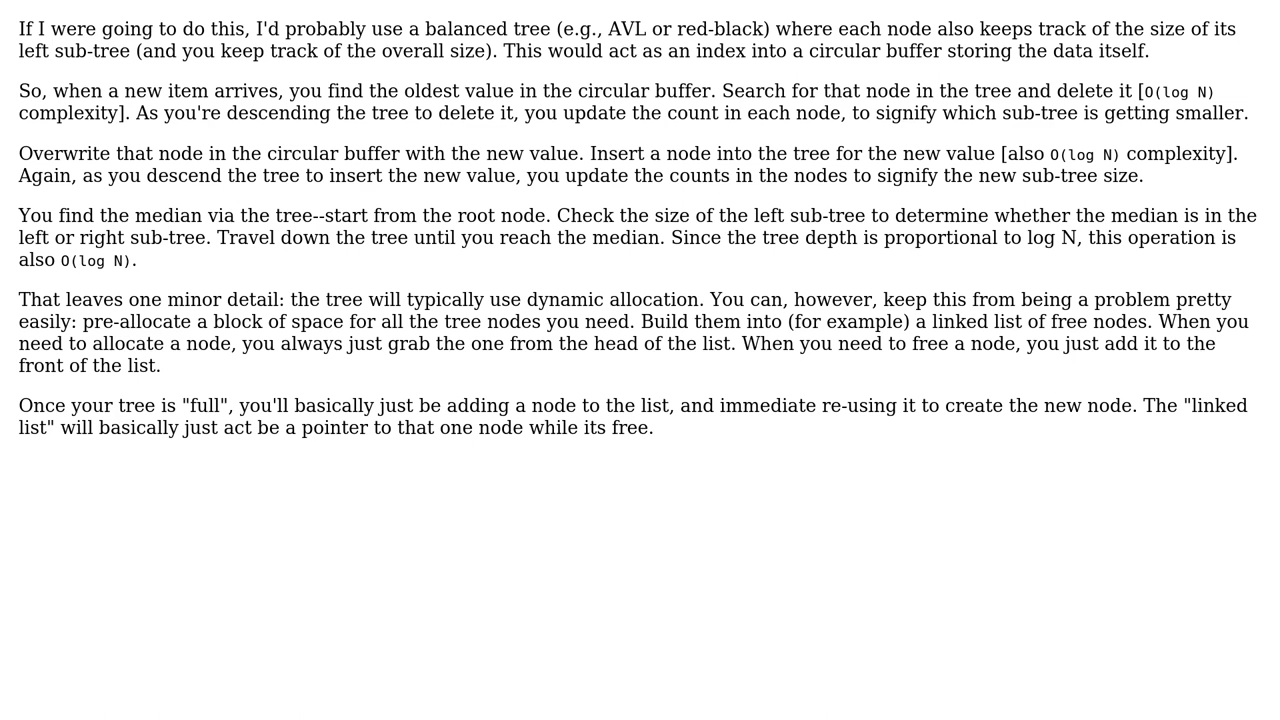 If I were going to do this, I'd probably use a balanced tree (e.g., AVL or red-black) where each node also keeps track of the size of its
left sub-tree (and you keep track of the overall size). This would act as an index into a circular buffer storing the data itself.
So, when a new item arrives, you find the oldest value in the circular buffer. Search for that node in the tree and delete it [O(log N)
complexity]. As you're descending the tree to delete it, you update the count in each node, to signify which sub-tree is getting smaller.
Overwrite that node in the circular buffer with the new value. Insert a node into the tree for the new value [also O(log N) complexity].
Again, as you descend the tree to insert the new value, you update the counts in the nodes to signify the new sub-tree size.
You find the median via the tree--start from the root node. Check the size of the left sub-tree to determine whether the median is in the
left or right sub-tree. Travel down the tree until you reach the median. Since the tree depth is proportional to log N, this operation is
also O(log N).
That leaves one minor detail: the tree will typically use dynamic allocation. You can, however, keep this from being a problem pretty
easily: pre-allocate a block of space for all the tree nodes you need. Build them into (for example) a linked list of free nodes. When you
need to allocate a node, you always just grab the one from the head of the list. When you need to free a node, you just add it to the
front of the list.
Once your tree is "full", you'll basically just be adding a node to the list, and immediate re-using it to create the new node. The "linked
list" will basically just act be a pointer to that one node while its free.